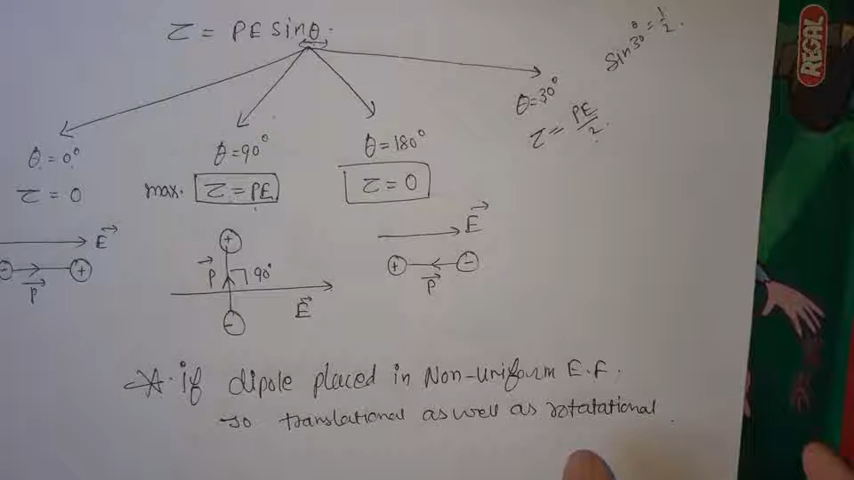 τ = PE sinθ.
sin30° = 1/2.
REGAL
θ = 0°
τ = 0
θ = 90°
max. τ = PE
θ = 180°
τ = 0
θ = 30°
τ = PE/2.
E⃗
- +
P⃗
+
P⃗ 90°
E⃗
-
E⃗
+ -
P⃗
if dipole placed in Non-uniform E.F.
so translational as well as rotatational.